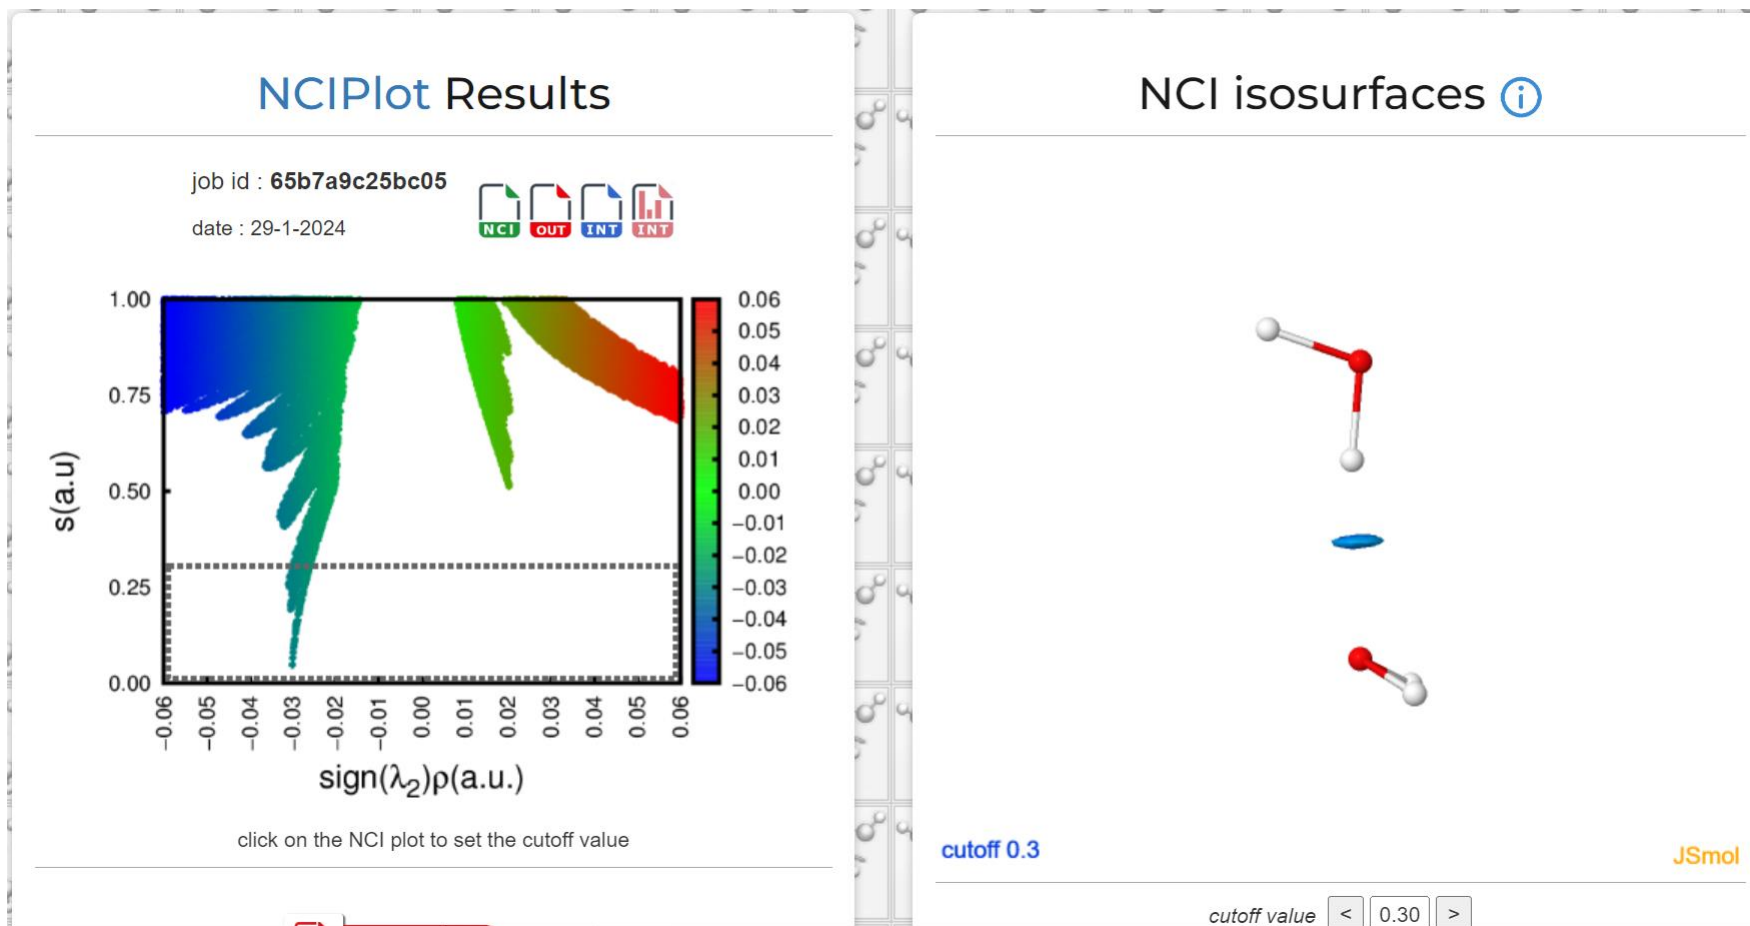 NCIPlot Results
job id : 65b7a9c25bc05
date : 29-1-2024
NCI OUT INT INT
s(a.u)
1.00
0.75
0.50
0.25
0.00
-0.06 -0.05 -0.04 -0.03 -0.02 -0.01 0.00 0.01 0.02 0.03 0.04 0.05 0.06
sign(λ2)ρ(a.u.)
0.06
0.05
0.04
0.03
0.02
0.01
0.00
-0.01
-0.02
-0.03
-0.04
-0.05
-0.06
click on the NCI plot to set the cutoff value
NCI isosurfaces i
cutoff 0.3
JSmol
cutoff value < 0.30 >